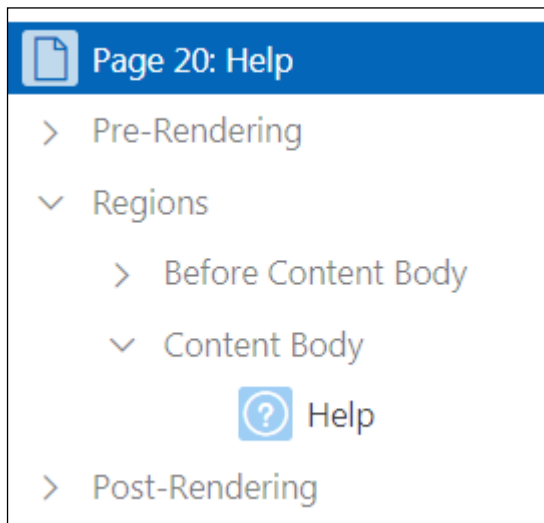 Page 20: Help
Pre-Rendering
Regions
Before Content Body
Content Body
Help
Post-Rendering